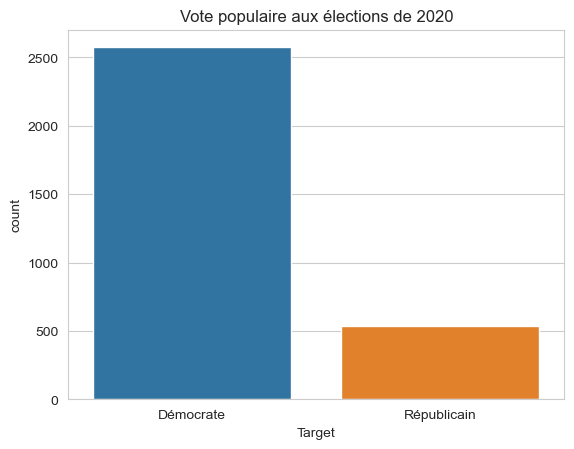 Vote populaire aux élections de 2020
2500
2000
1500
1000
500
0
count
Démocrate
Républicain
Target